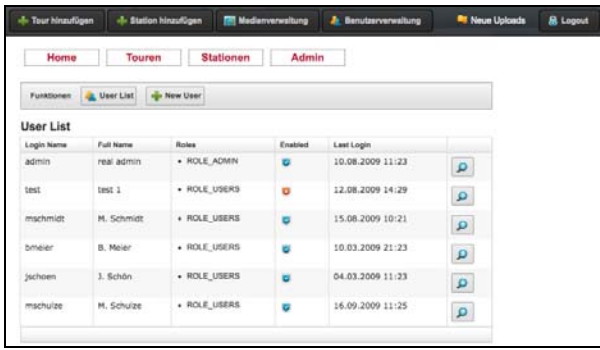 Tour hinzufügen Station hinzufügen Medienverwaltung Benutzerverwaltung Neue Uploads Logout
Home Touren Stationen Admin
Funktionen User List New User
User List
Login Name Full Name Roles Enabled Last Login
admin real admin • ROLE_ADMIN 10.08.2009 11:23
test test 1 • ROLE_USERS 12.08.2009 14:29
mschmidt M. Schmidt • ROLE_USERS 15.08.2009 10:21
bmeier B. Meier • ROLE_USERS 10.03.2009 21:23
jschoen J. Schön • ROLE_USERS 04.03.2009 11:23
mschulze M. Schulze • ROLE_USERS 16.09.2009 11:25